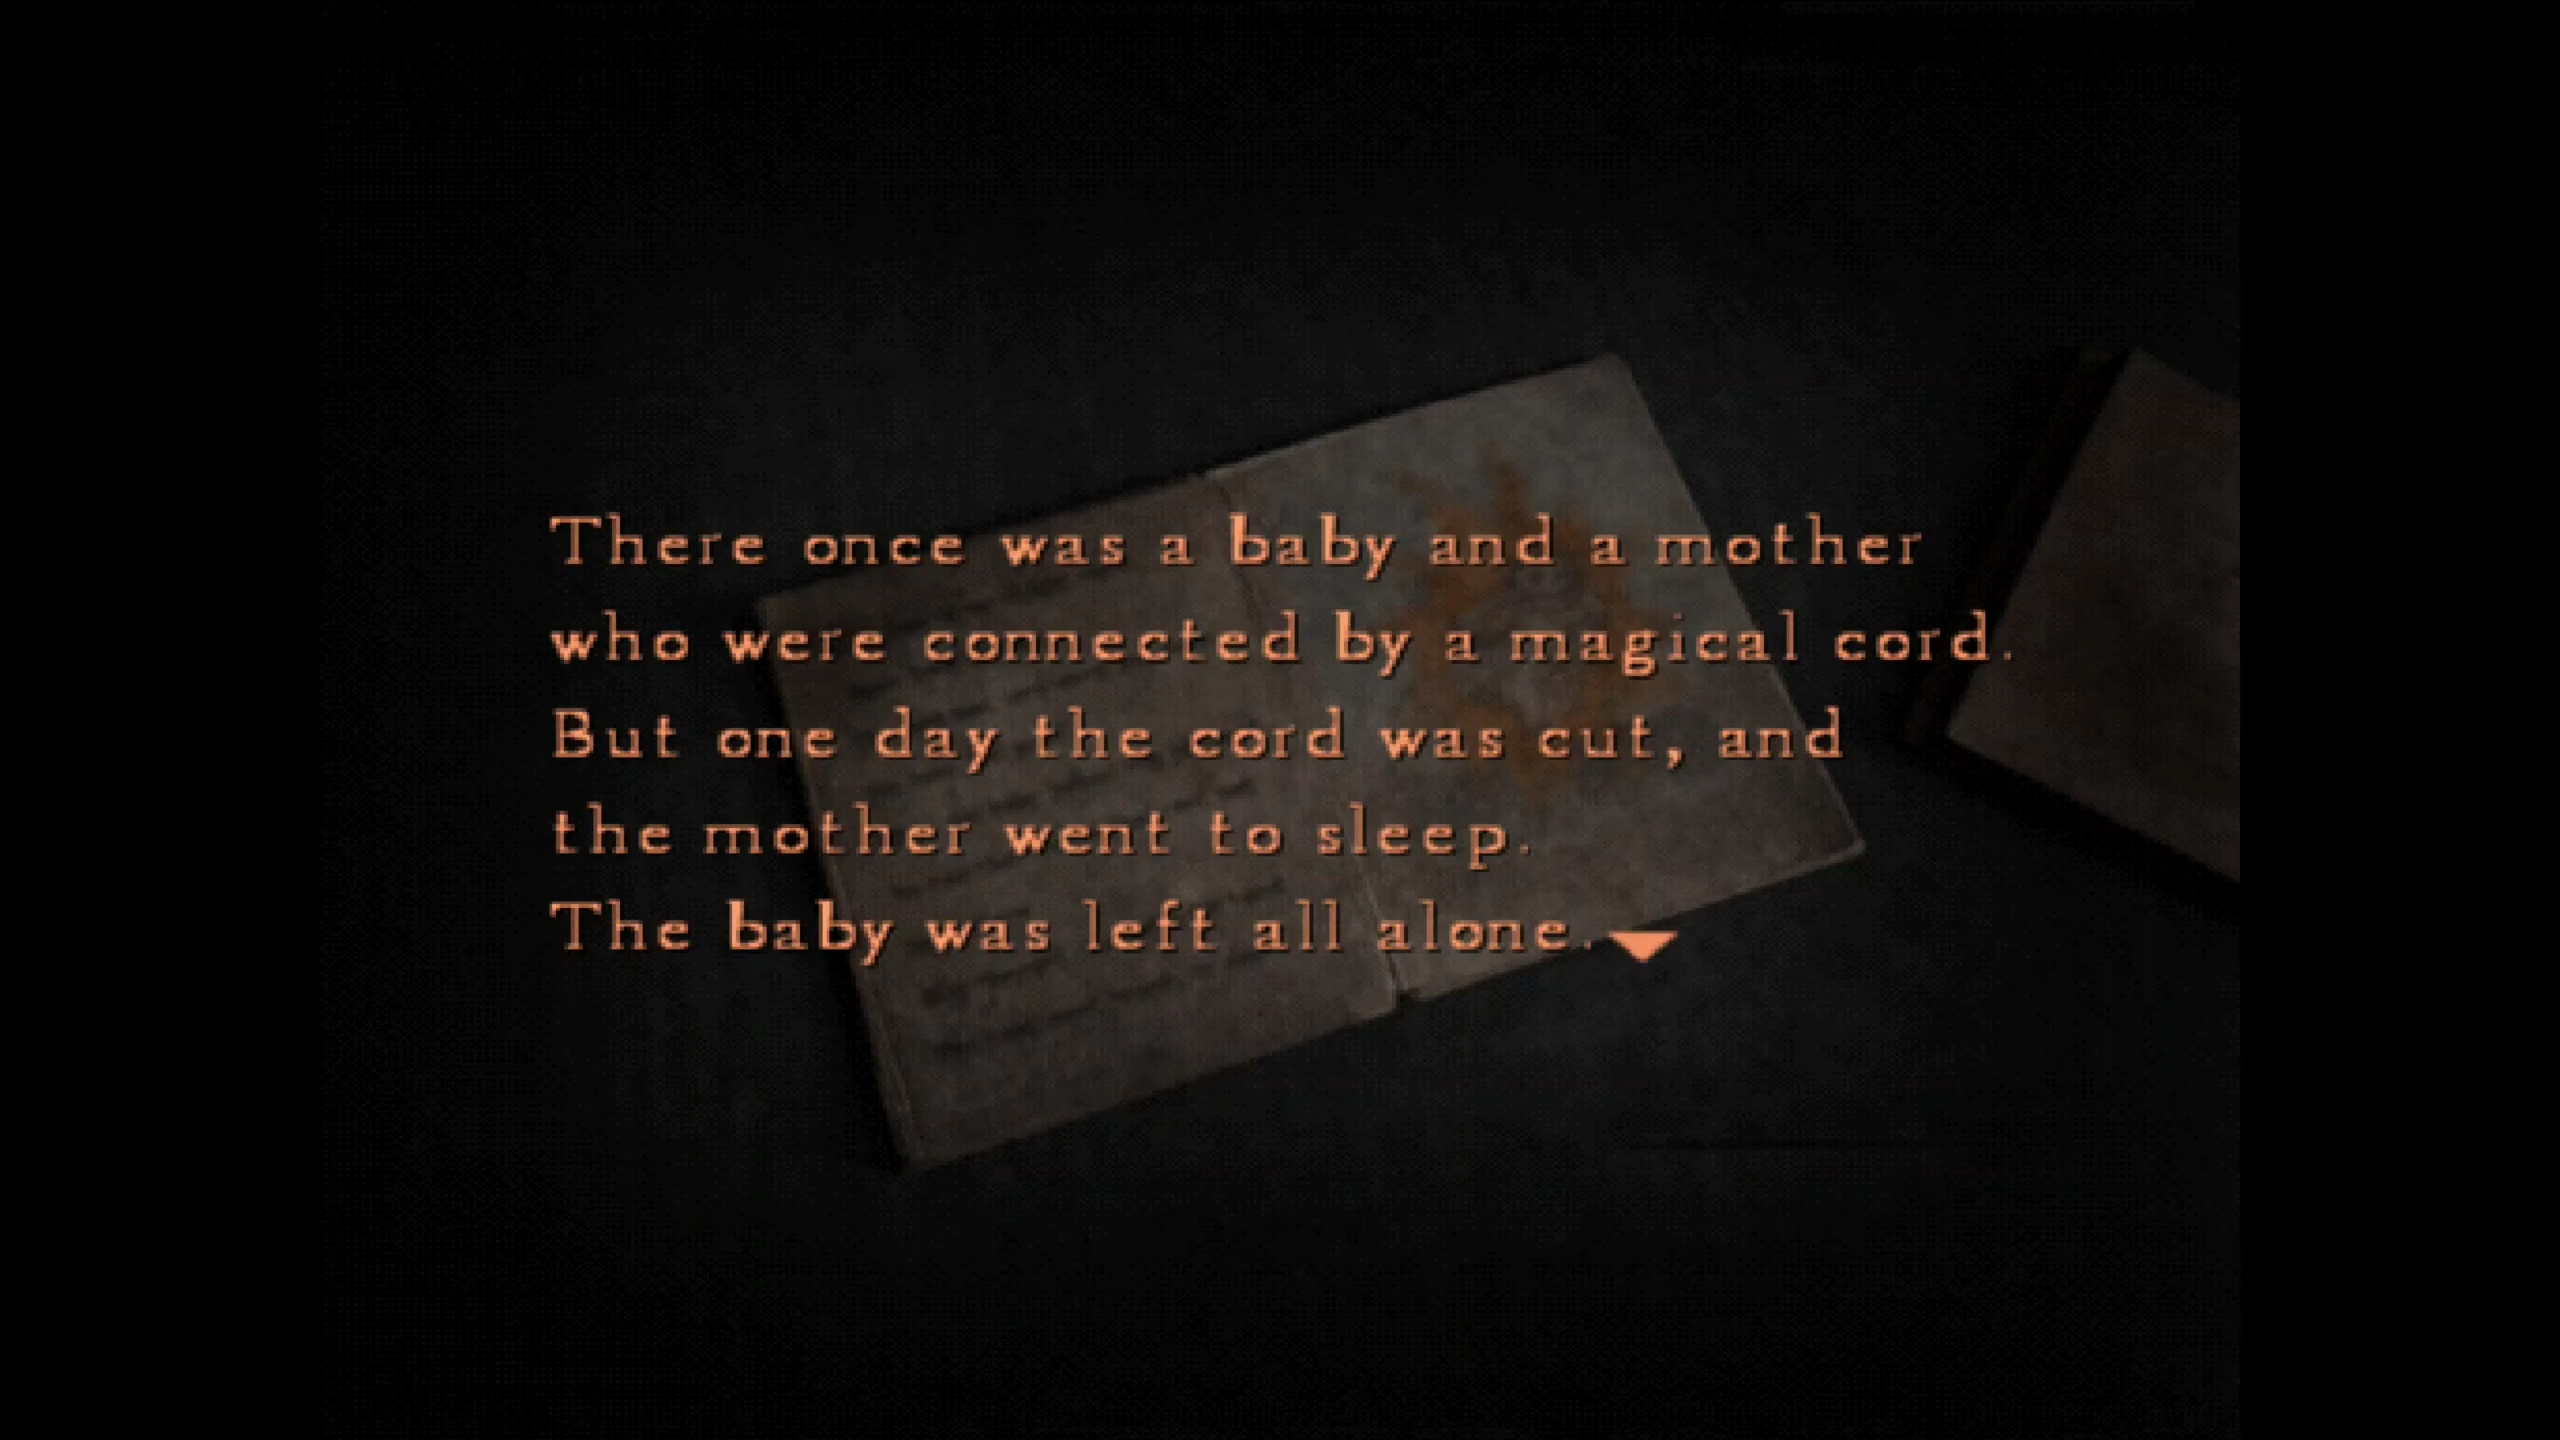 There once was a baby and a mother
who were connected by a magical cord.
But one day the cord was cut, and
the mother went to sleep.
The baby was left all alone.